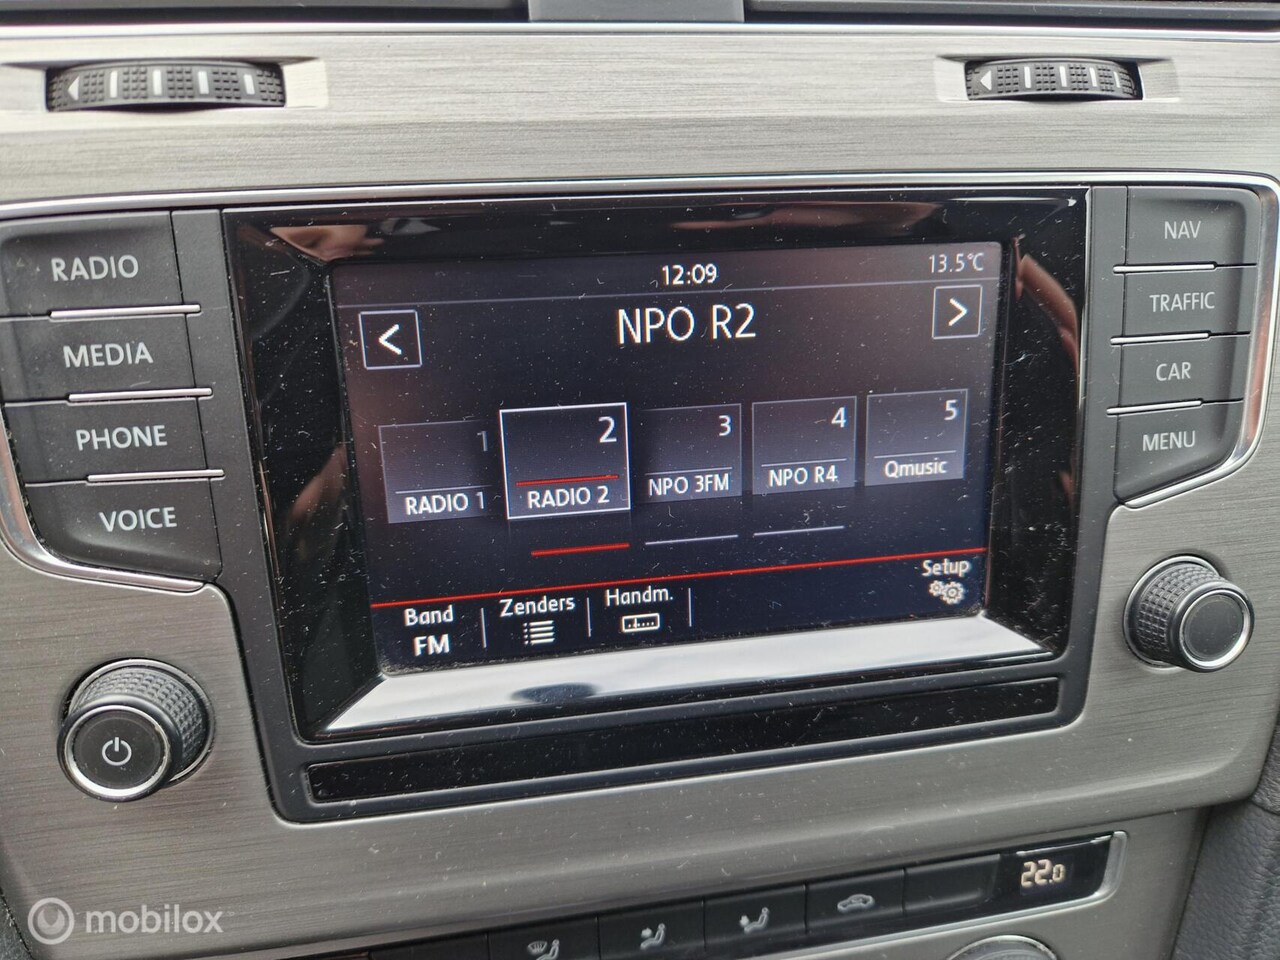 RADIO
MEDIA
PHONE
VOICE
12:09
13.5°C
<
NPO R2
>
1
RADIO 1
2
RADIO 2
3
NPO 3FM
4
NPO R4
5
Qmusic
Band
FM
Zenders
Handm.
Setup
NAV
TRAFFIC
CAR
MENU
22.0
mobilox